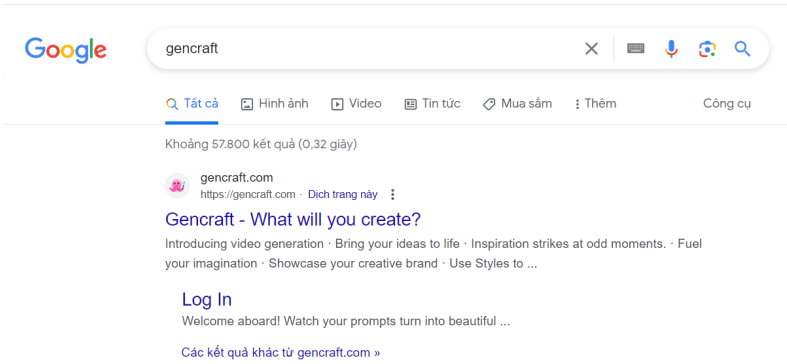 Google
gencraft
Tất cả Hình ảnh Video Tin tức Mua sắm Thêm Công cụ
Khoảng 57.800 kết quả (0,32 giây)
gencraft.com
https://gencraft.com · Dịch trang này
Gencraft - What will you create?
Introducing video generation · Bring your ideas to life · Inspiration strikes at odd moments. · Fuel
your imagination · Showcase your creative brand · Use Styles to ...
Log In
Welcome aboard! Watch your prompts turn into beautiful ...
Các kết quả khác từ gencraft.com »